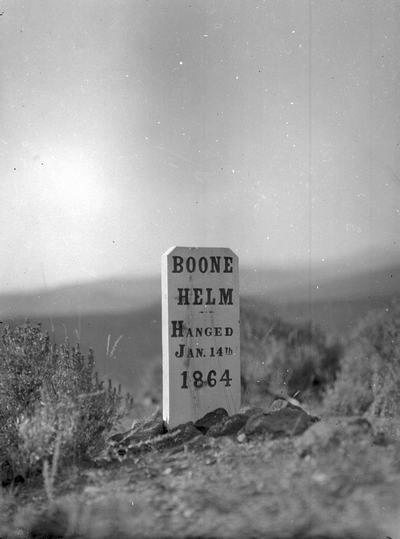 BOONE
HELM
HANGED
JAN. 14th
1864